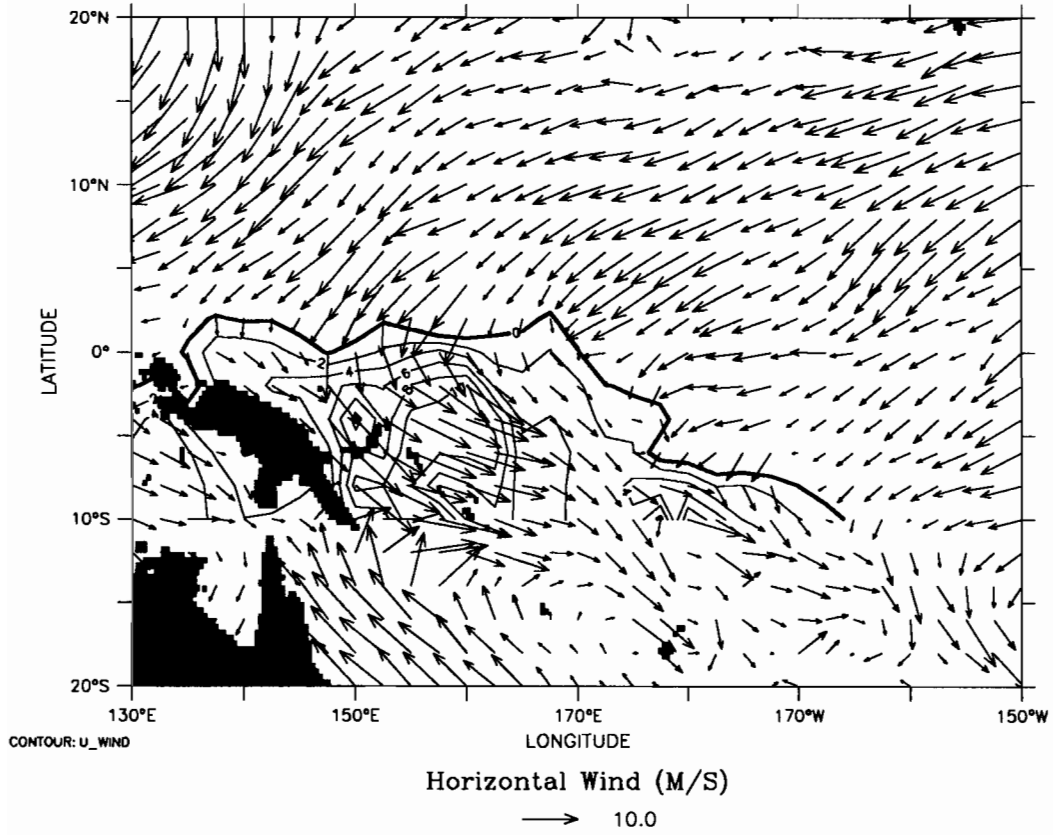 20°N
10°N
0°
10°S
20°S
LATITUDE
0
2
4
6
8
130°E 150°E 170°E 170°W 150°W
CONTOUR: U_WIND
LONGITUDE
Horizontal Wind (M/S)
10.0